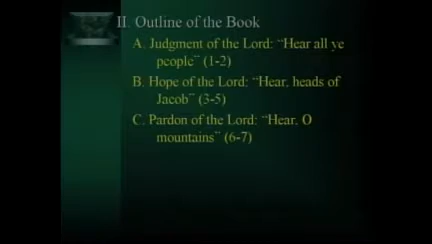 II. Outline of the Book
A. Judgment of the Lord: “Hear all ye
people” (1-2)
B. Hope of the Lord: “Hear, heads of
Jacob” (3-5)
C. Pardon of the Lord: “Hear, O
mountains” (6-7)